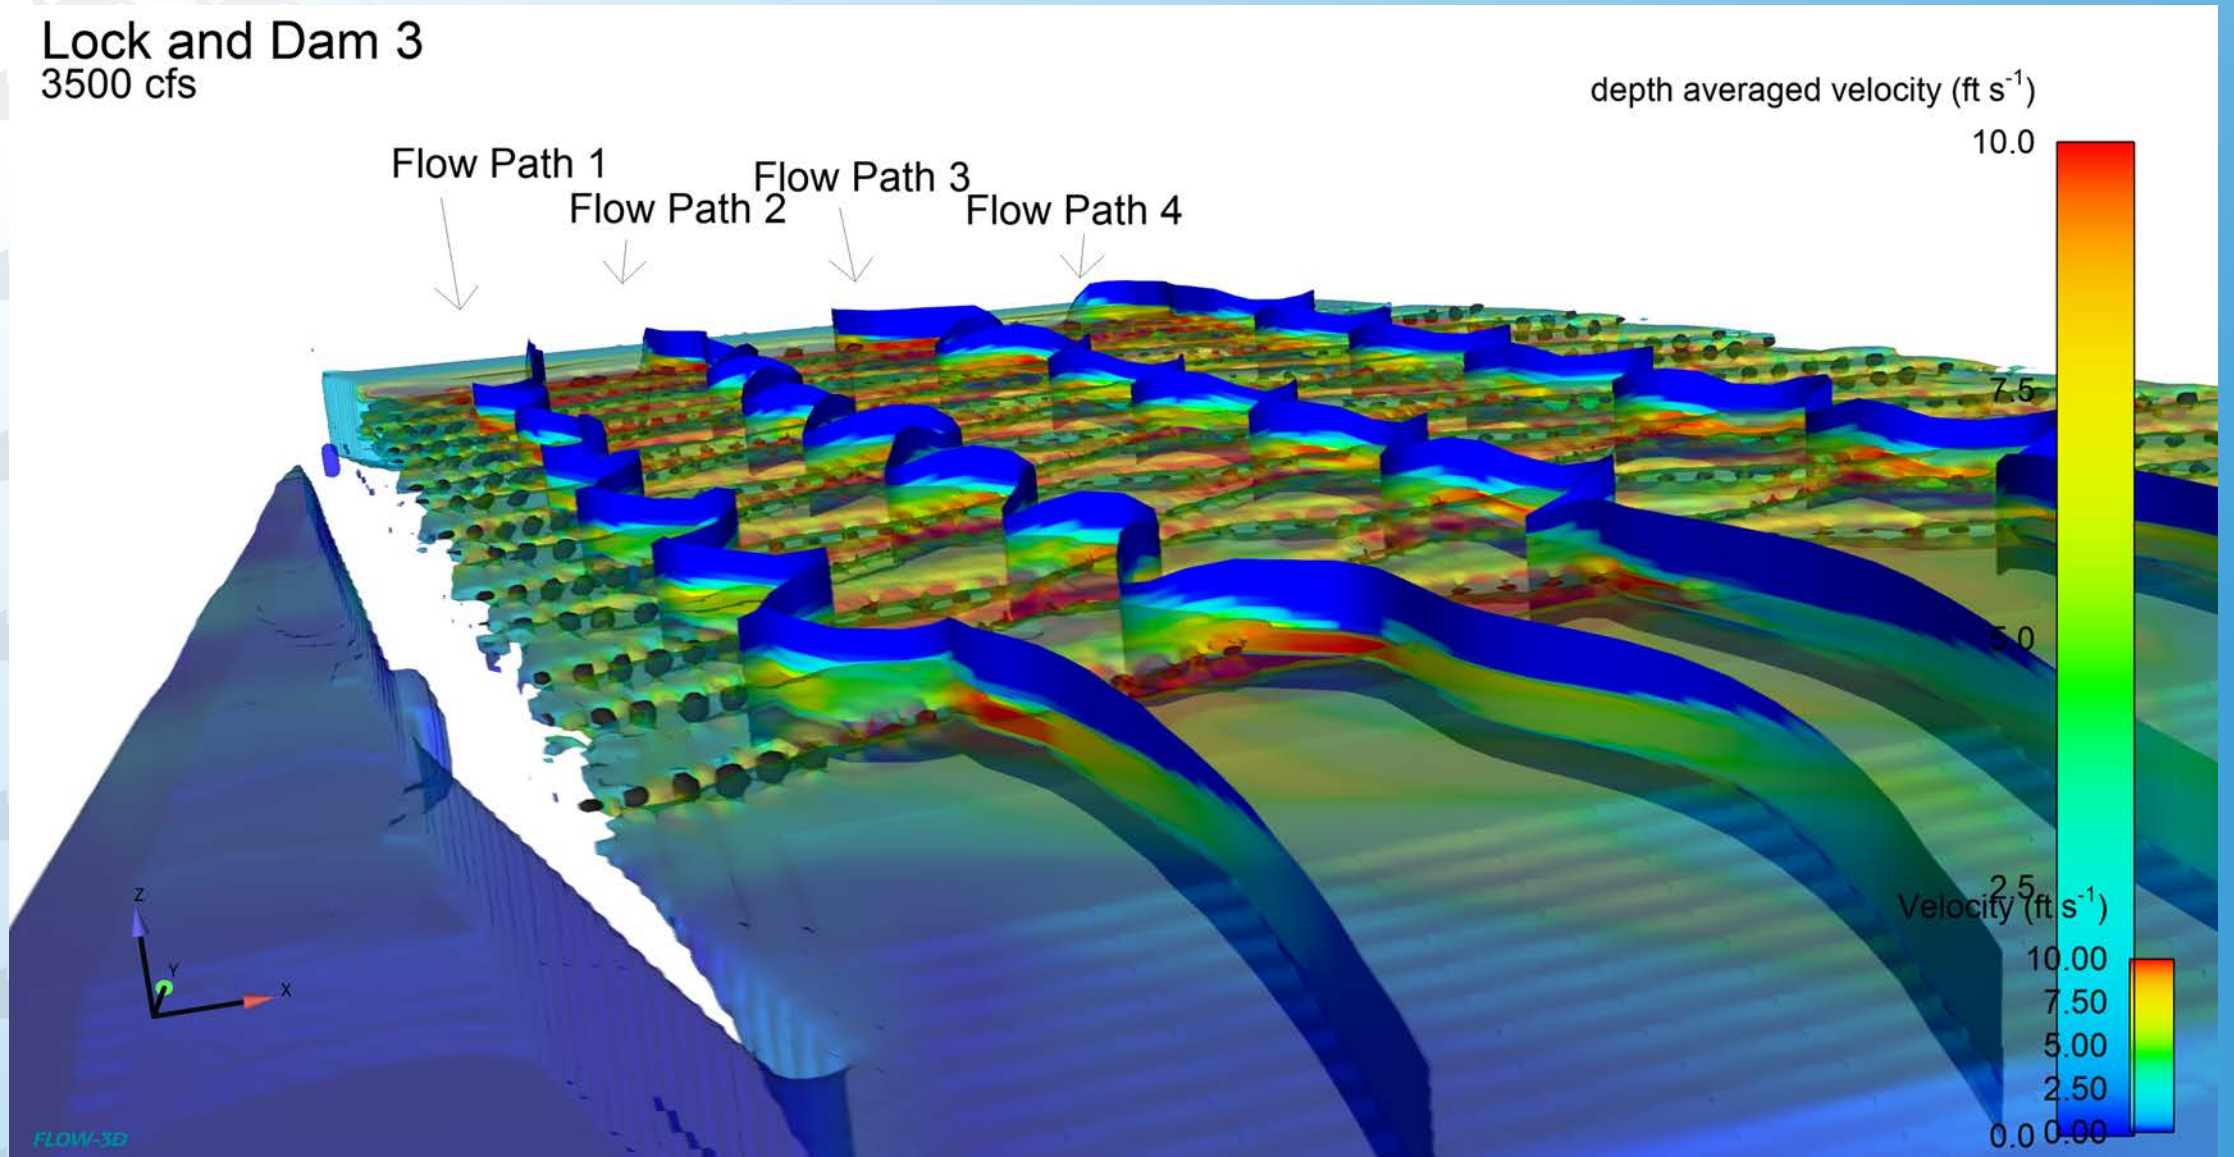 Lock and Dam 3
3500 cfs
depth averaged velocity (ft s⁻¹)
10.0
7.5
5.0
2.5
0.0
Flow Path 1
Flow Path 2
Flow Path 3
Flow Path 4
Velocity (ft s⁻¹)
10.00
7.50
5.00
2.50
0.00
Z
Y
X
FLOW-3D